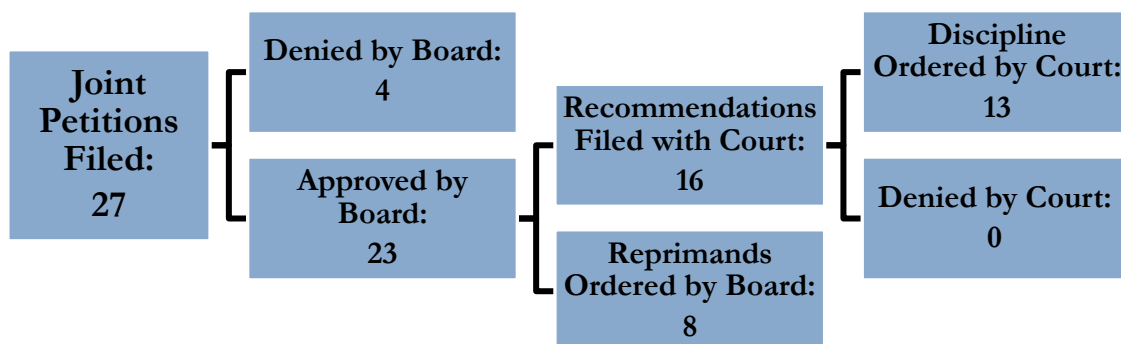 Joint
Petitions
Filed:
27
Denied by Board:
4
Approved by
Board:
23
Recommendations
Filed with Court:
16
Reprimands
Ordered by Board:
8
Discipline
Ordered by Court:
13
Denied by Court:
0